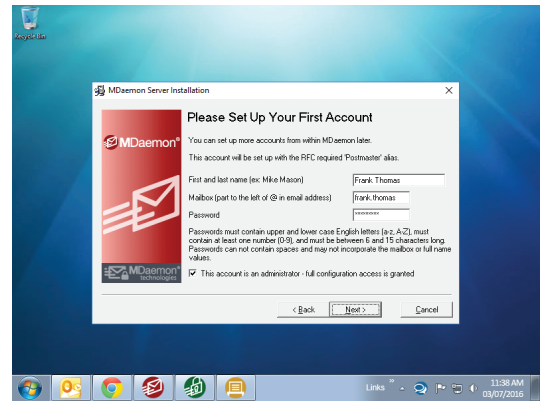 Recycle Bin
MDaemon Server Installation
Please Set Up Your First Account
MDaemon®
You can set up more accounts from within MDaemon later.
This account will be set up with the RFC required 'Postmaster' alias.
First and last name (ex: Mike Mason)
Frank Thomas
Mailbox (part to the left of @ in email address)
frank.thomas
Password
Passwords must contain upper and lower case English letters (a-z, A-Z), must
contain at least one number (0-9), and must be between 6 and 15 characters long.
Passwords can not contain spaces and may not incorporate the mailbox or full name
values.
MDaemon®
technologies
This account is an administrator - full configuration access is granted
< Back
Next >
Cancel
Links
11:38 AM
03/07/2016